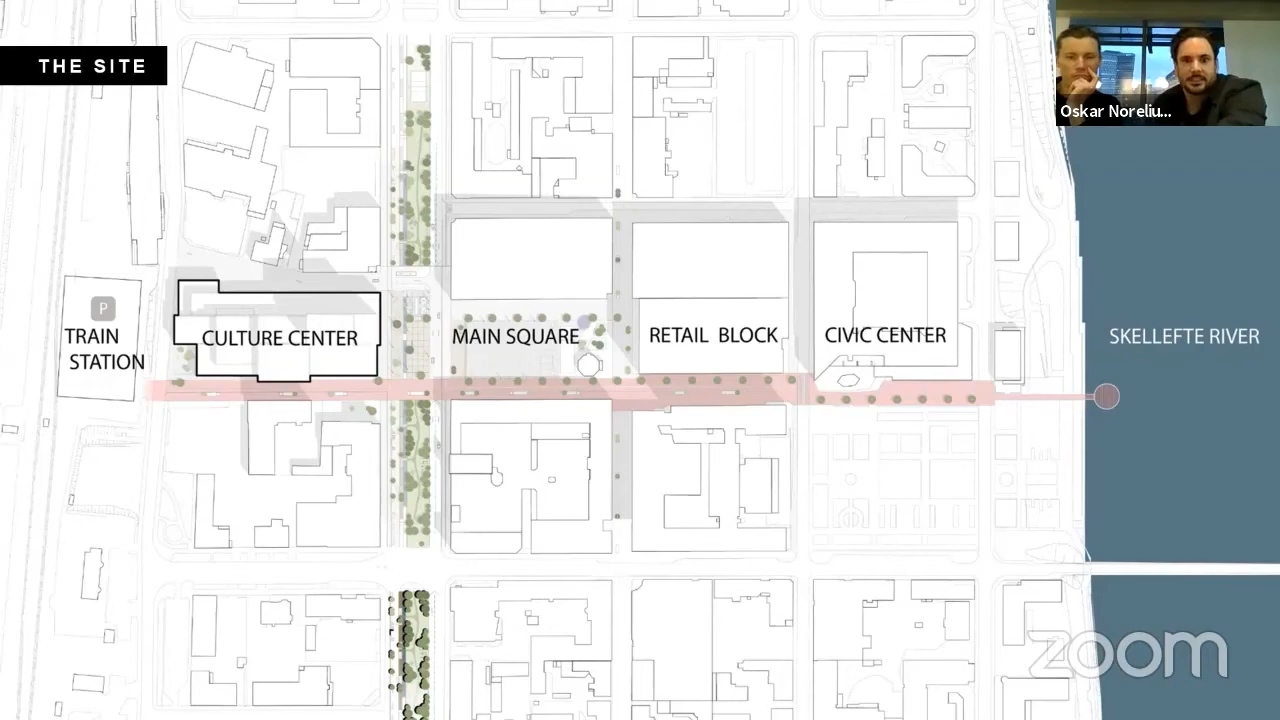 THE SITE
Oskar Noreliu...
P
TRAIN
STATION
CULTURE CENTER
MAIN SQUARE
RETAIL BLOCK
CIVIC CENTER
SKELLEFTE RIVER
zoom